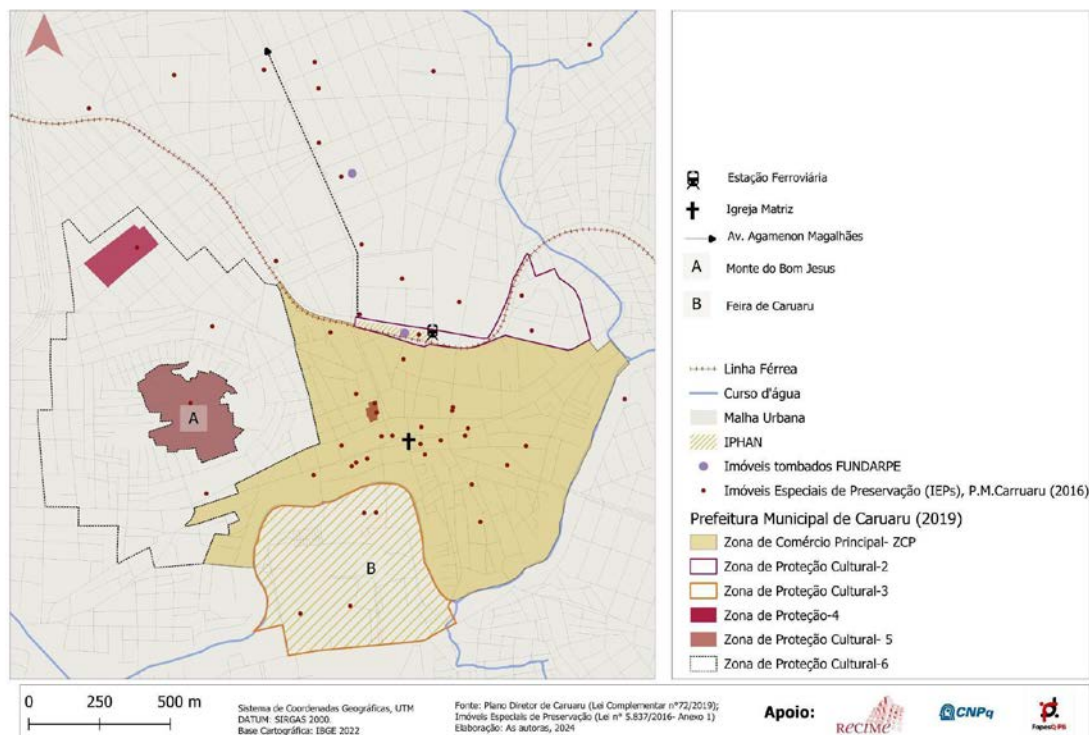 A
B
Estação Ferroviária
Igreja Matriz
Av. Agamenon Magalhães
A Monte do Bom Jesus
B Feira de Caruaru
Linha Férrea
Curso d'água
Malha Urbana
IPHAN
Imóveis tombados FUNDARPE
Imóveis Especiais de Preservação (IEPs), P.M.Carruaru (2016)
Prefeitura Municipal de Caruaru (2019)
Zona de Comércio Principal- ZCP
Zona de Proteção Cultural-2
Zona de Proteção Cultural-3
Zona de Proteção-4
Zona de Proteção Cultural- 5
Zona de Proteção Cultural-6
0 250 500 m
Sistema de Coordenadas Geográficas, UTM
DATUM: SIRGAS 2000.
Base Cartográfica: IBGE 2022
Fonte: Plano Diretor de Caruaru (Lei Complementar n°72/2019);
Imóveis Especiais de Preservação (Lei n° 5.837/2016- Anexo 1)
Elaboração: As autoras, 2024
Apoio:
RECIME
CNPq
FapesQ-PB